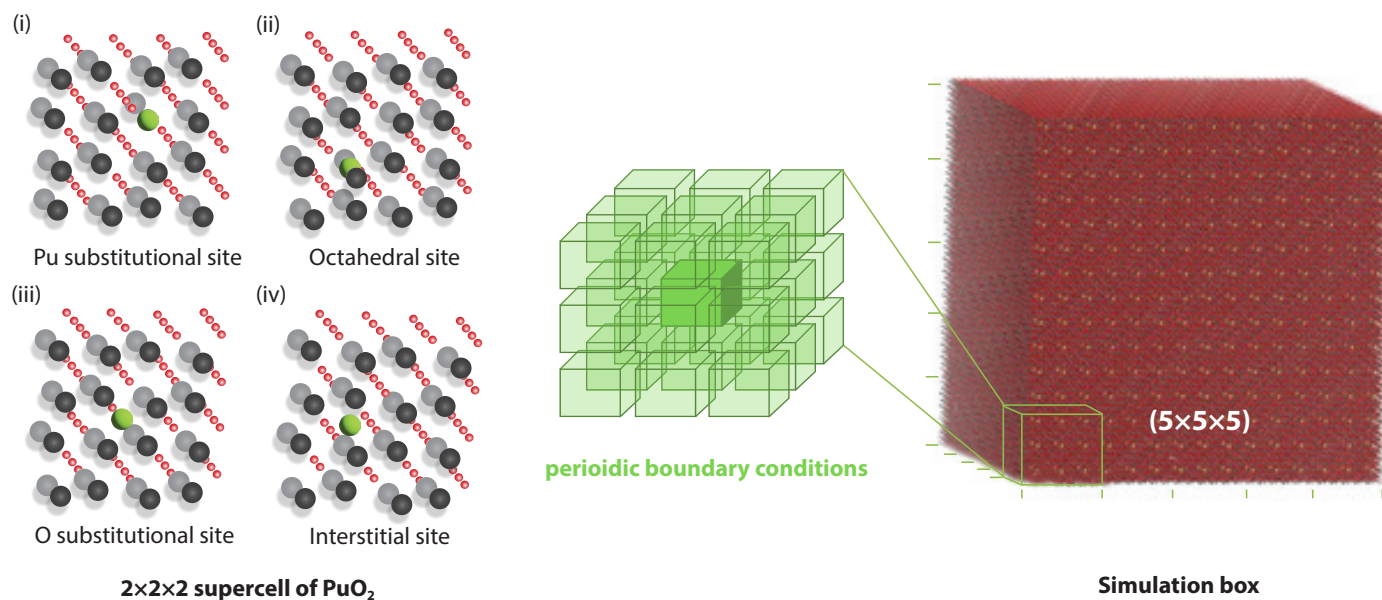 (i)
(ii)
Pu substitutional site
Octahedral site
(iii)
(iv)
O substitutional site
Interstitial site
2×2×2 supercell of PuO₂
perioidic boundary conditions
(5×5×5)
Simulation box